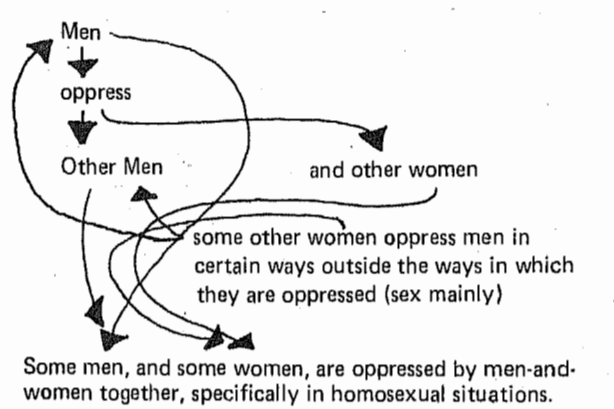 Men
oppress
Other Men
and other women
some other women oppress men in
certain ways outside the ways in which
they are oppressed (sex mainly)
Some men, and some women, are oppressed by men-and-
women together, specifically in homosexual situations.